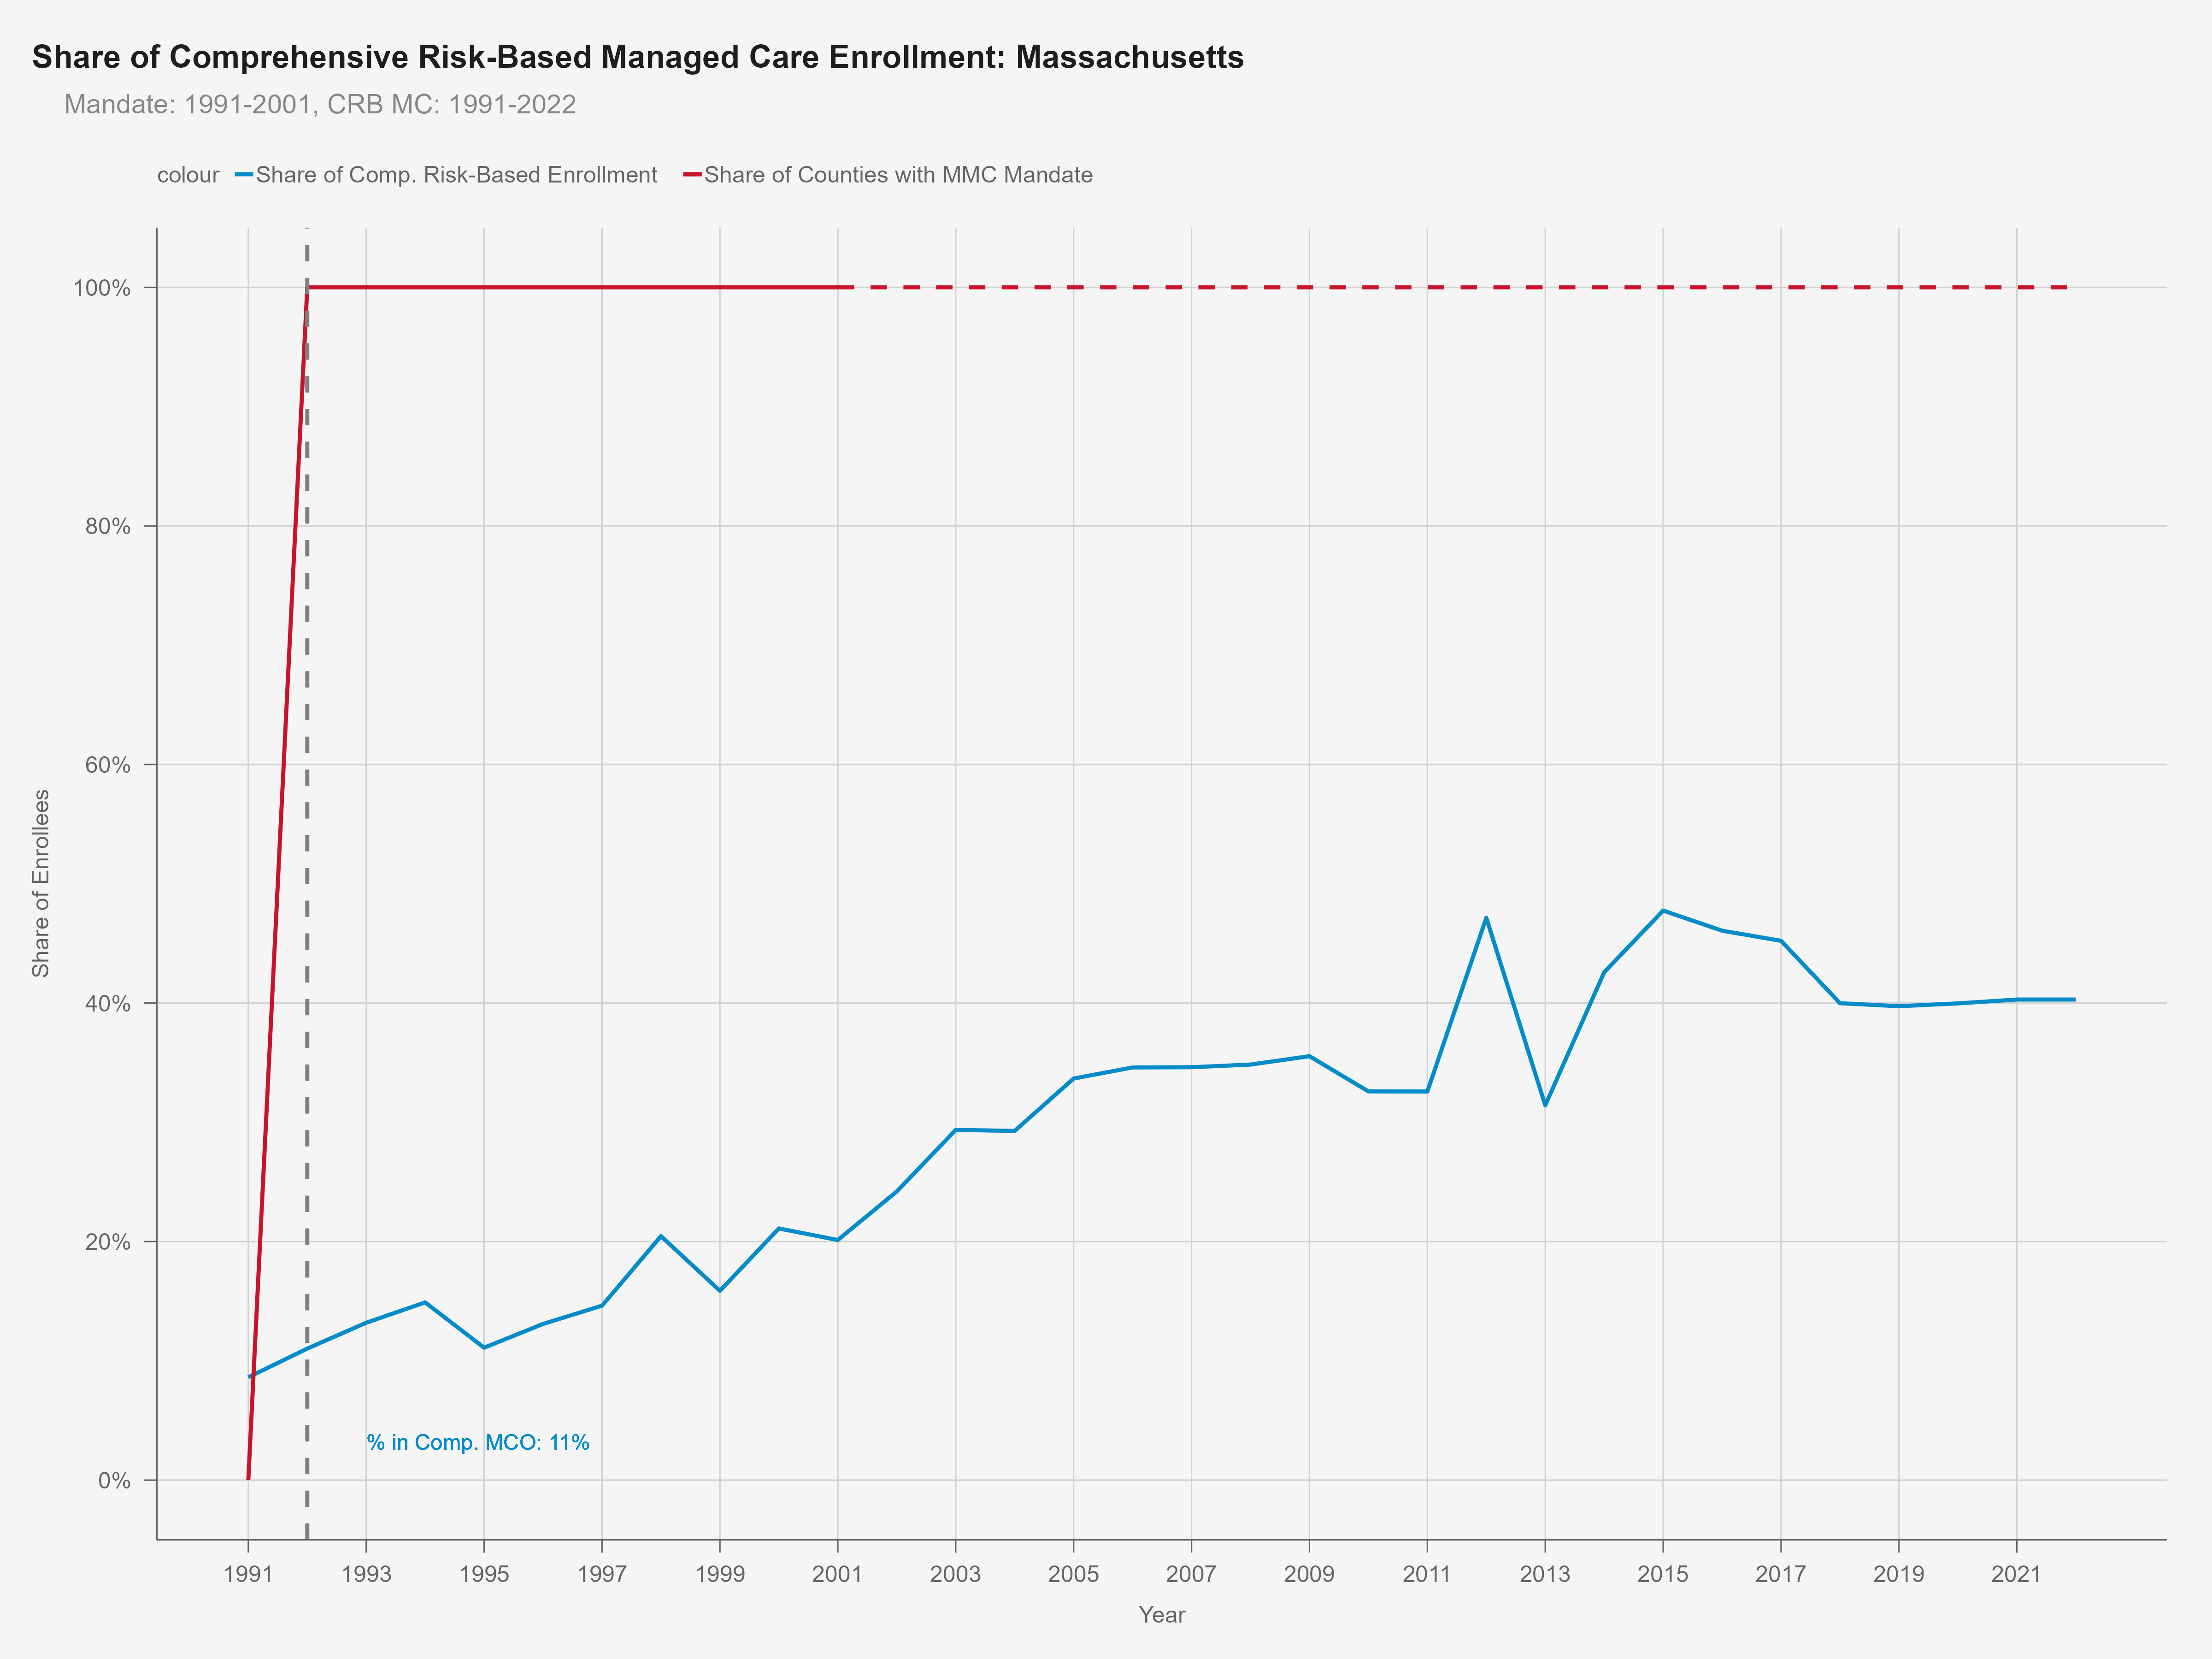 Share of Comprehensive Risk-Based Managed Care Enrollment: Massachusetts
Mandate: 1991-2001, CRB MC: 1991-2022
colour Share of Comp. Risk-Based Enrollment Share of Counties with MMC Mandate
100%
80%
60%
40%
20%
0%
Share of Enrollees
% in Comp. MCO: 11%
1991 1993 1995 1997 1999 2001 2003 2005 2007 2009 2011 2013 2015 2017 2019 2021
Year